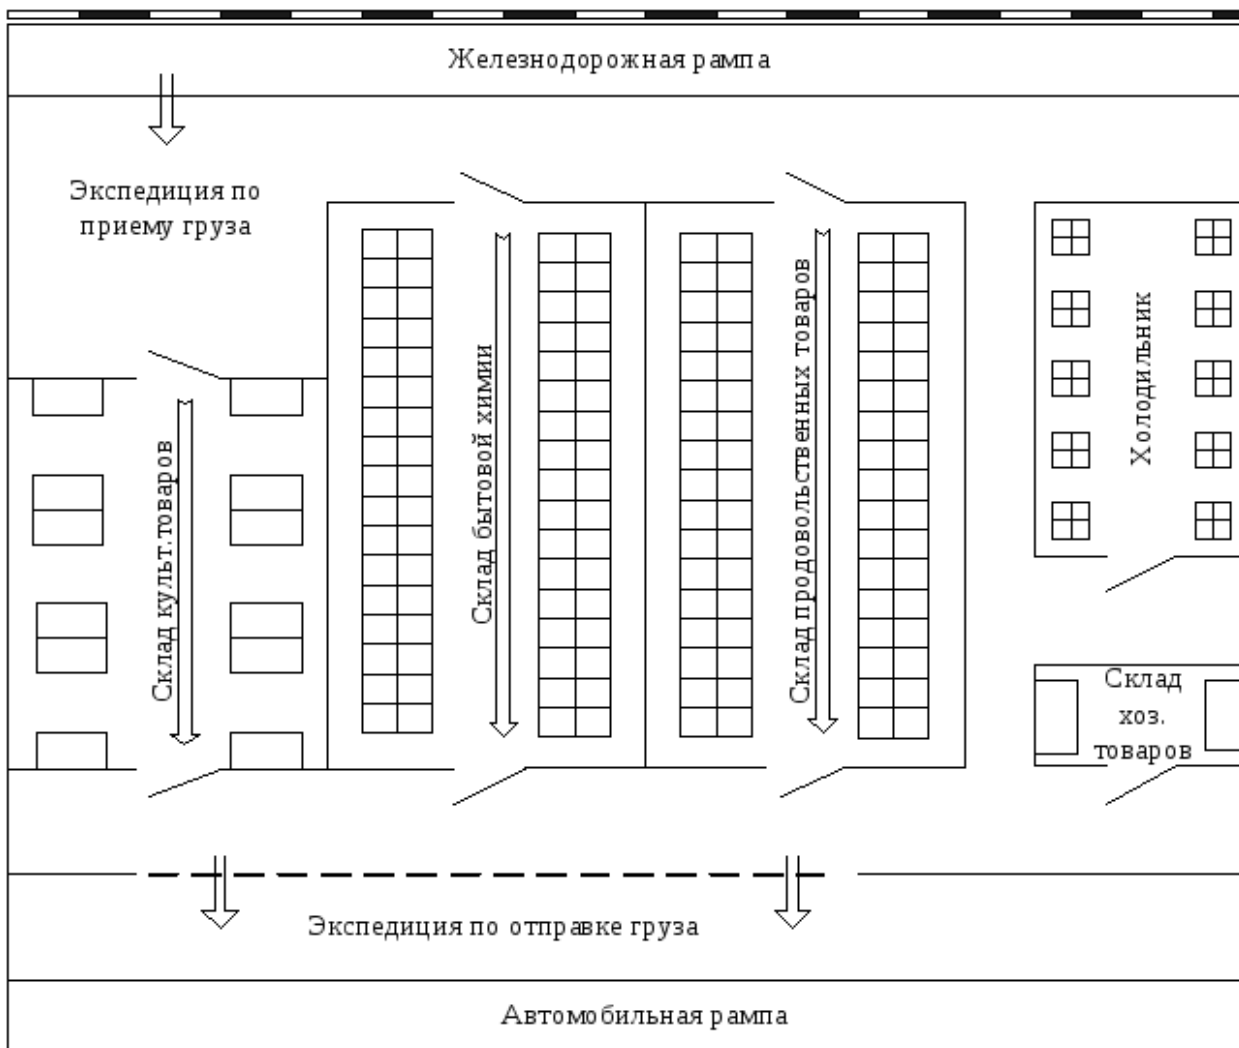 Железнодорожная рампа
Экспедиция по
приему груза
Склад культ.товаров
Склад бытовой химии
Склад продовольственных товаров
Холодильник
Склад
хоз.
товаров
Экспедиция по отправке груза
Автомобильная рампа